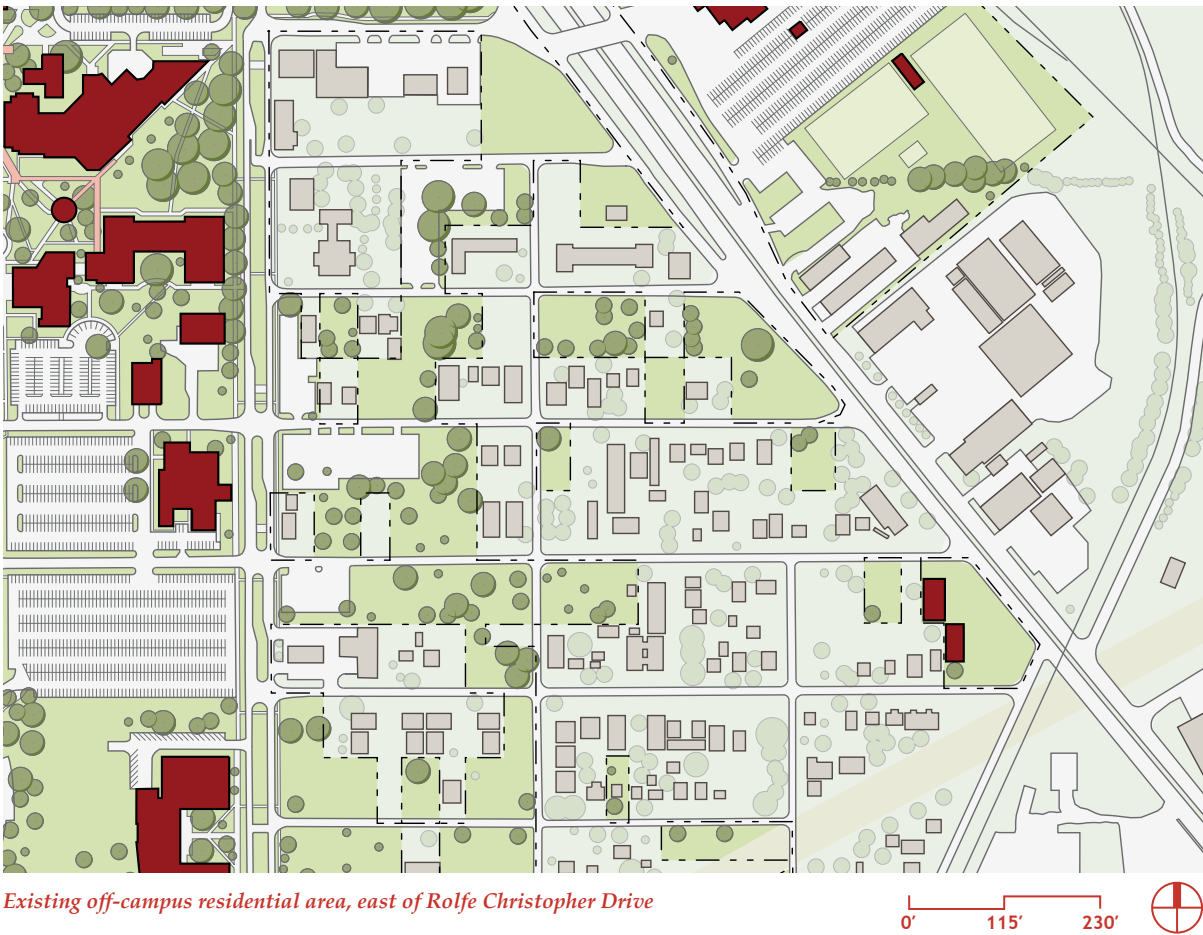 Existing off-campus residential area, east of Rolfe Christopher Drive
0′ 115′ 230′